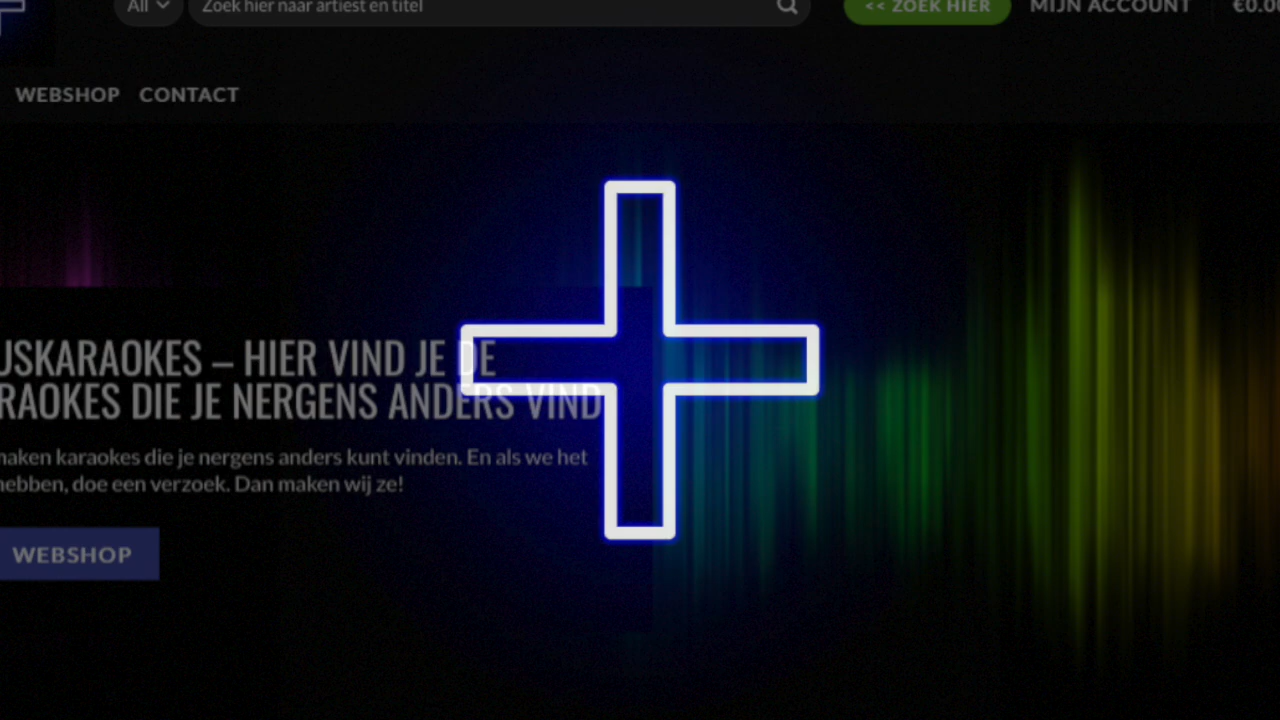 All
Zoek hier naar artiest en titel
<< ZOEK HIER
MIJN ACCOUNT
€0.00
WEBSHOP
CONTACT
USKARAOKES – HIER VIND JE DE
RAOKES DIE JE NERGENS ANDERS VIND
maken karaokes die je nergens anders kunt vinden. En als we het
hebben, doe een verzoek. Dan maken wij ze!
WEBSHOP